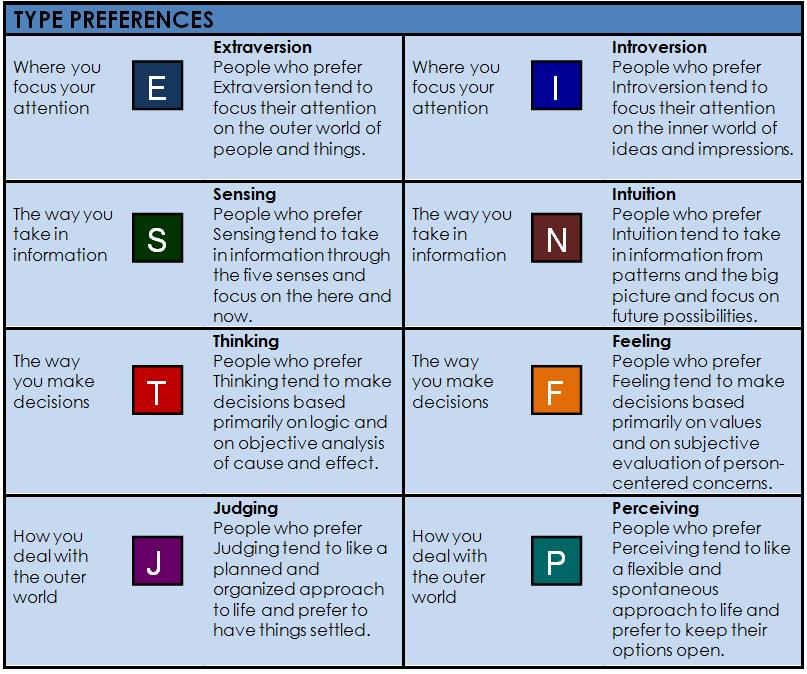 TYPE PREFERENCES
Where you
focus your
attention
E
Extraversion
People who prefer
Extraversion tend to
focus their attention
on the outer world of
people and things.
Where you
focus your
attention
I
Introversion
People who prefer
Introversion tend to
focus their attention
on the inner world of
ideas and impressions.
The way you
take in
information
S
Sensing
People who prefer
Sensing tend to take
in information through
the five senses and
focus on the here and
now.
The way you
take in
information
N
Intuition
People who prefer
Intuition tend to take
in information from
patterns and the big
picture and focus on
future possibilities.
The way
you make
decisions
T
Thinking
People who prefer
Thinking tend to make
decisions based
primarily on logic and
on objective analysis
of cause and effect.
The way
you make
decisions
F
Feeling
People who prefer
Feeling tend to make
decisions based
primarily on values
and on subjective
evaluation of person-
centered concerns.
How you
deal with
the outer
world
J
Judging
People who prefer
Judging tend to like a
planned and
organized approach
to life and prefer to
have things settled.
How you
deal with
the outer
world
P
Perceiving
People who prefer
Perceiving tend to like
a flexible and
spontaneous
approach to life and
prefer to keep their
options open.